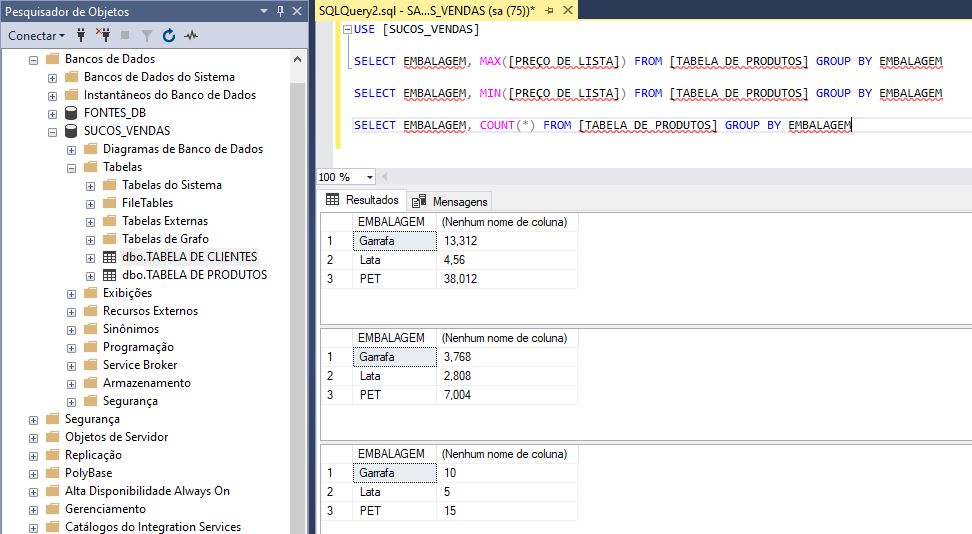 Pesquisador de Objetos
Conectar
Bancos de Dados
Bancos de Dados do Sistema
Instantâneos do Banco de Dados
FONTES_DB
SUCOS_VENDAS
Diagramas de Banco de Dados
Tabelas
Tabelas do Sistema
FileTables
Tabelas Externas
Tabelas de Grafo
dbo.TABELA DE CLIENTES
dbo.TABELA DE PRODUTOS
Exibições
Recursos Externos
Sinônimos
Programação
Service Broker
Armazenamento
Segurança
Segurança
Objetos de Servidor
Replicação
PolyBase
Alta Disponibilidade Always On
Gerenciamento
Catálogos do Integration Services
SQLQuery2.sql - SA...S_VENDAS (sa (75))*
USE [SUCOS_VENDAS]
SELECT EMBALAGEM, MAX([PREÇO DE LISTA]) FROM [TABELA DE PRODUTOS] GROUP BY EMBALAGEM
SELECT EMBALAGEM, MIN([PREÇO DE LISTA]) FROM [TABELA DE PRODUTOS] GROUP BY EMBALAGEM
SELECT EMBALAGEM, COUNT(*) FROM [TABELA DE PRODUTOS] GROUP BY EMBALAGEM
100 %
Resultados Mensagens
EMBALAGEM (Nenhum nome de coluna)
1 Garrafa 13,312
2 Lata 4,56
3 PET 38,012
EMBALAGEM (Nenhum nome de coluna)
1 Garrafa 3,768
2 Lata 2,808
3 PET 7,004
EMBALAGEM (Nenhum nome de coluna)
1 Garrafa 10
2 Lata 5
3 PET 15